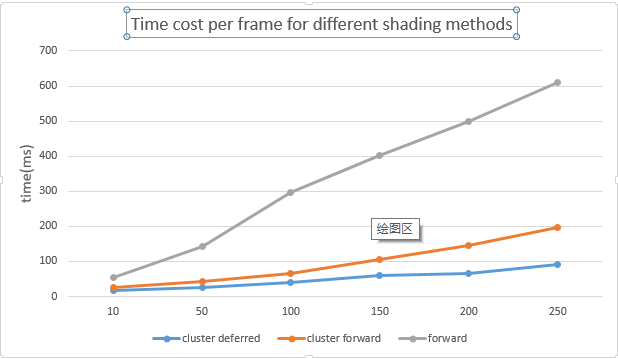 Time cost per frame for different shading methods
700
600
500
400
300
200
100
0
time(ms)
绘图区
10 50 100 150 200 250
cluster deferred cluster forward forward